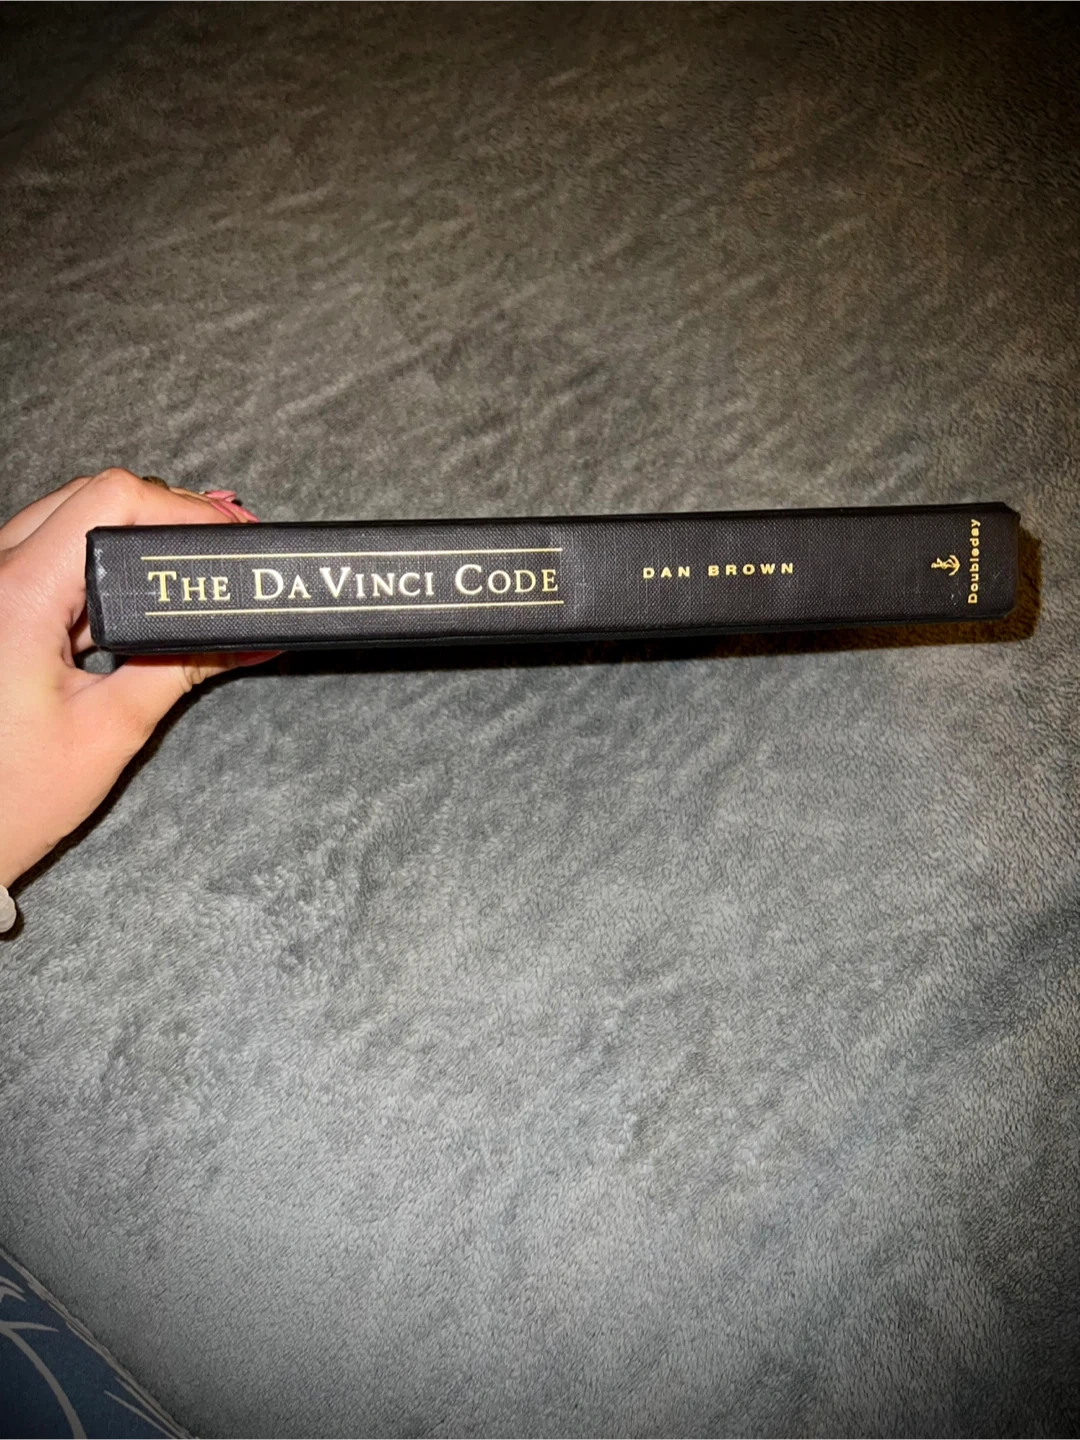 THE DA VINCI CODE
DAN BROWN
Doubleday